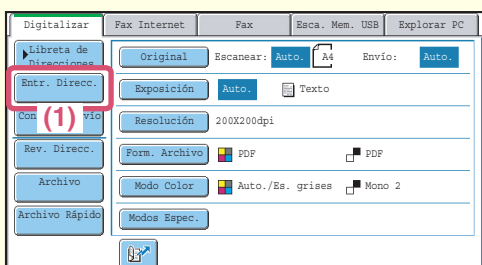 Digitalizar Fax Internet Fax Esca. Mem. USB Explorar PC
Libreta de Direcciones
Original Escanear: Auto. A4 Envío: Auto.
Entr. Direcc.
Exposición Auto. Texto
(1)
Resolución 200X200dpi
Rev. Direcc.
Form. Archivo PDF PDF
Archivo
Modo Color Auto./Es. grises Mono 2
Archivo Rápido
Modos Espec.